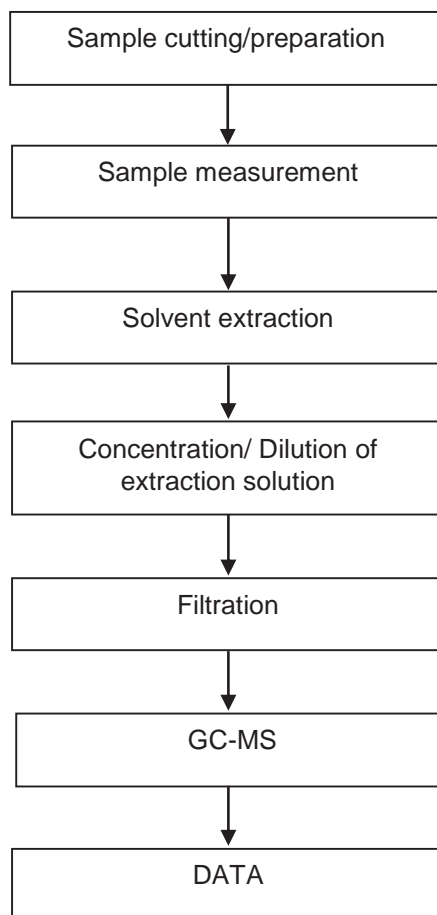 Sample cutting/preparation
Sample measurement
Solvent extraction
Concentration/ Dilution of
extraction solution
Filtration
GC-MS
DATA